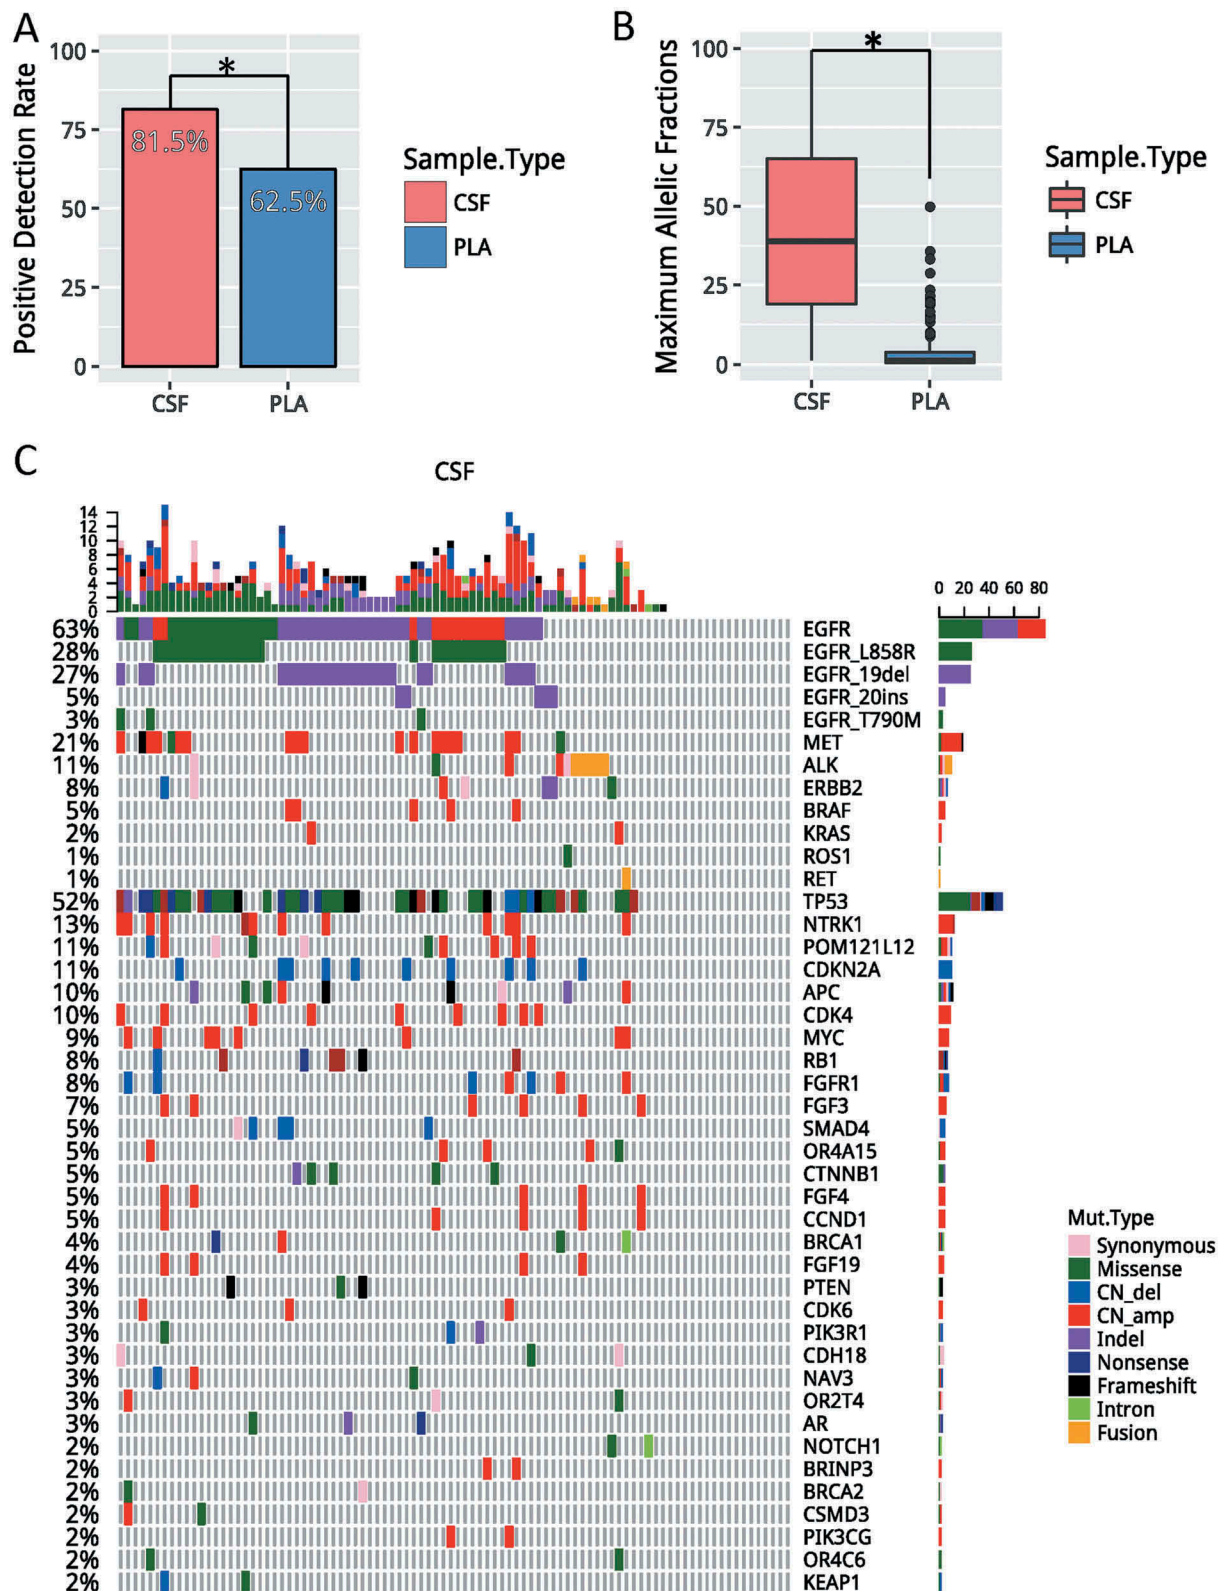 A
100
75
50
25
0
Positive Detection Rate
*
81.5%
62.5%
CSF
PLA
Sample.Type
CSF
PLA
B
100
75
50
25
0
Maximum Allelic Fractions
*
CSF
PLA
Sample.Type
CSF
PLA
C
CSF
14
12
10
8
6
4
2
0
0 20 40 60 80
63% EGFR
28% EGFR_L858R
27% EGFR_19del
5% EGFR_20ins
3% EGFR_T790M
21% MET
11% ALK
8% ERBB2
5% BRAF
2% KRAS
1% ROS1
1% RET
52% TP53
13% NTRK1
11% POM121L12
11% CDKN2A
10% APC
10% CDK4
9% MYC
8% RB1
8% FGFR1
7% FGF3
5% SMAD4
5% OR4A15
5% CTNNB1
5% FGF4
5% CCND1
4% BRCA1
4% FGF19
3% PTEN
3% CDK6
3% PIK3R1
3% CDH18
3% NAV3
3% OR2T4
3% AR
2% NOTCH1
2% BRINP3
2% BRCA2
2% CSMD3
2% PIK3CG
2% OR4C6
2% KEAP1
Mut.Type
Synonymous
Missense
CN_del
CN_amp
Indel
Nonsense
Frameshift
Intron
Fusion